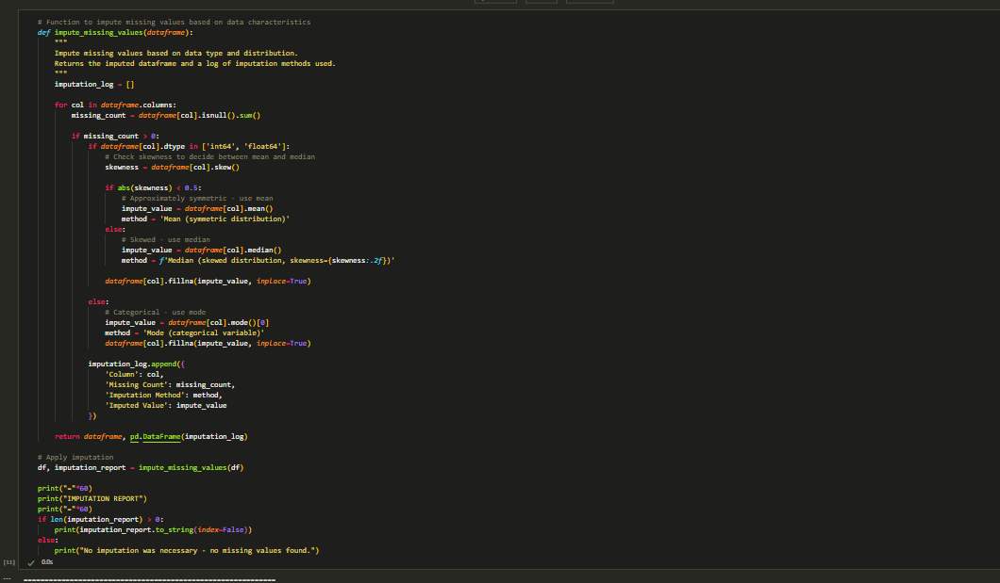 # Function to impute missing values based on data characteristics
def impute_missing_values(dataframe):
"""
Impute missing values based on data type and distribution.
Returns the imputed dataframe and a log of imputation methods used.
"""
imputation_log = []
for col in dataframe.columns:
missing_count = dataframe[col].isnull().sum()
if missing_count > 0:
if dataframe[col].dtype in ['int64', 'float64']:
# Check skewness to decide between mean and median
skewness = dataframe[col].skew()
if abs(skewness) < 0.5:
# Approximately symmetric - use mean
impute_value = dataframe[col].mean()
method = 'Mean (symmetric distribution)'
else:
# Skewed - use median
impute_value = dataframe[col].median()
method = f'Median (skewed distribution, skewness={skewness:.2f})'
dataframe[col].fillna(impute_value, inplace=True)
else:
# Categorical - use mode
impute_value = dataframe[col].mode()[0]
method = 'Mode (categorical variable)'
dataframe[col].fillna(impute_value, inplace=True)
imputation_log.append({
'Column': col,
'Missing Count': missing_count,
'Imputation Method': method,
'Imputed Value': impute_value
})
return dataframe, pd.DataFrame(imputation_log)
# Apply imputation
df, imputation_report = impute_missing_values(df)
print("="*60)
print("IMPUTATION REPORT")
print("="*60)
if len(imputation_report) > 0:
print(imputation_report.to_string(index=False))
else:
print("No imputation was necessary - no missing values found.")
[11] ✓ 0.0s
... ============================================================